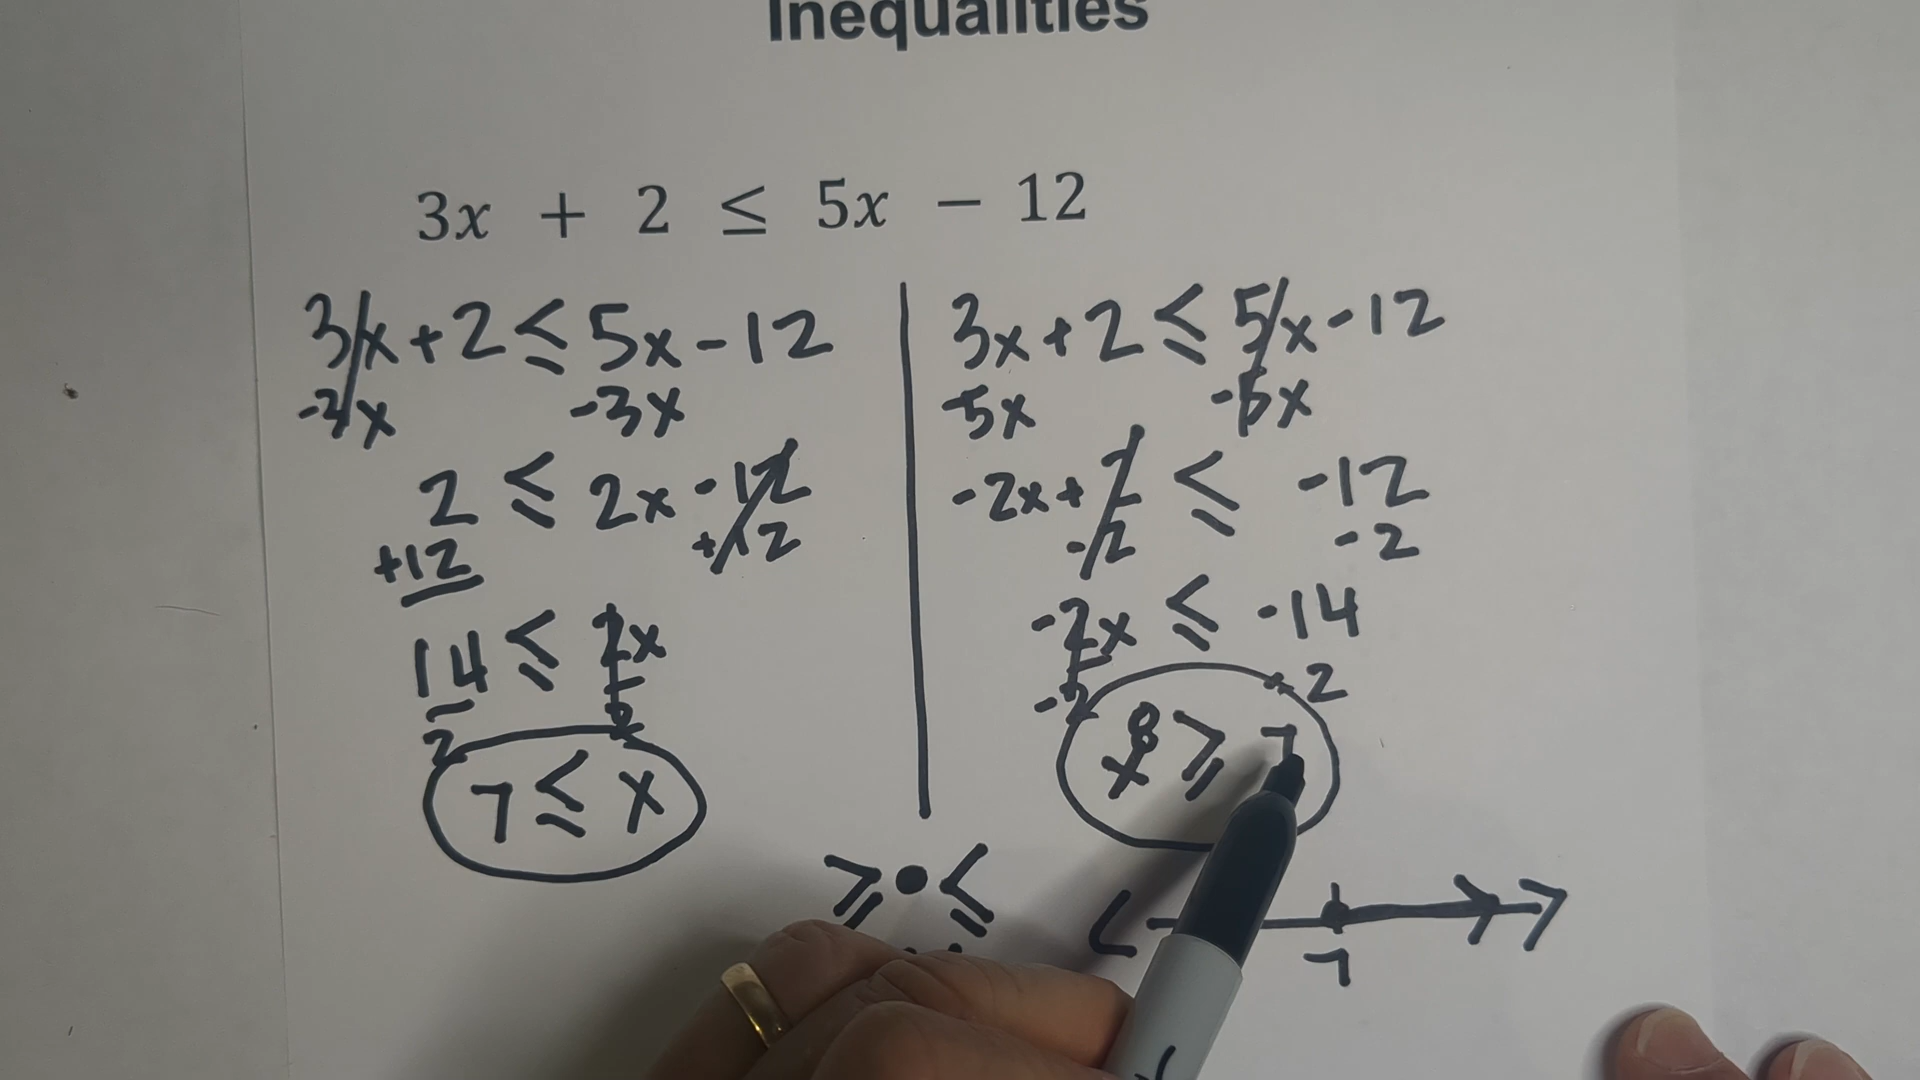 Inequalities
3x + 2 ≤ 5x − 12
3x+2≤5x-12
-3x -3x
2 ≤ 2x-12
+12 +12
14 ≤ 2x
2 2
7 ≤ x
3x+2≤5x-12
-5x -5x
-2x+2 ≤ -12
-2 -2
-2x ≤ -14
-2 -2
x ≥ 7
≥ • ≤
7